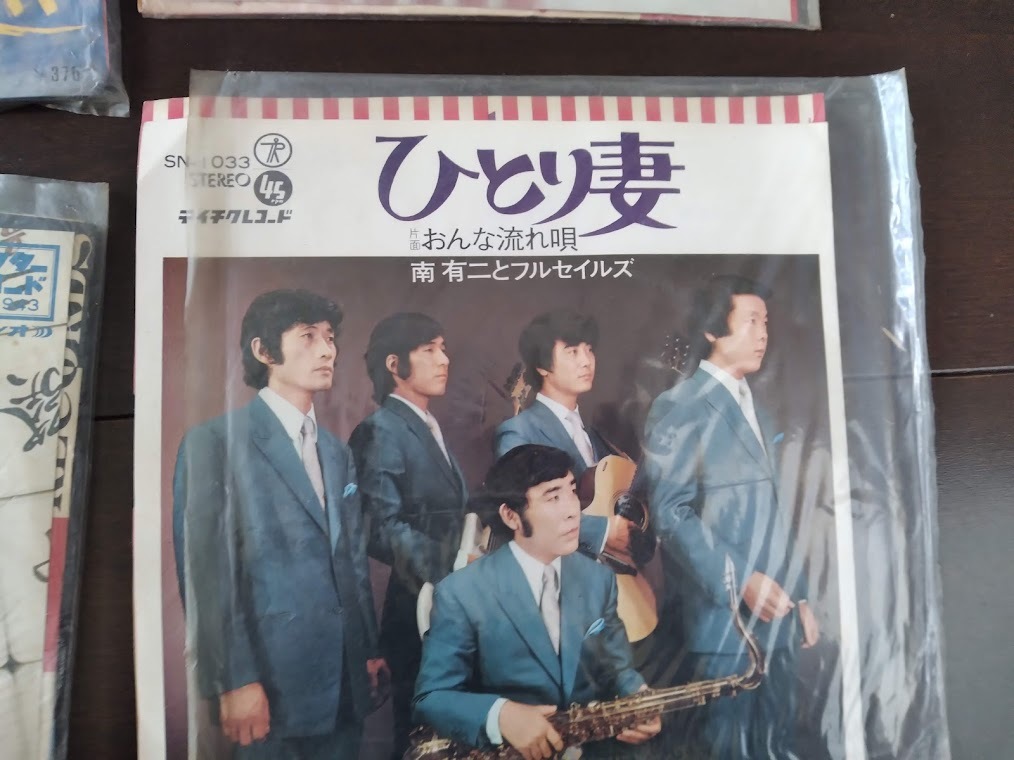 376
SN-1033
STEREO
45
テイチクレコード
ひとり妻
片面 おんな流れ唄
南 有二とフルセイルズ